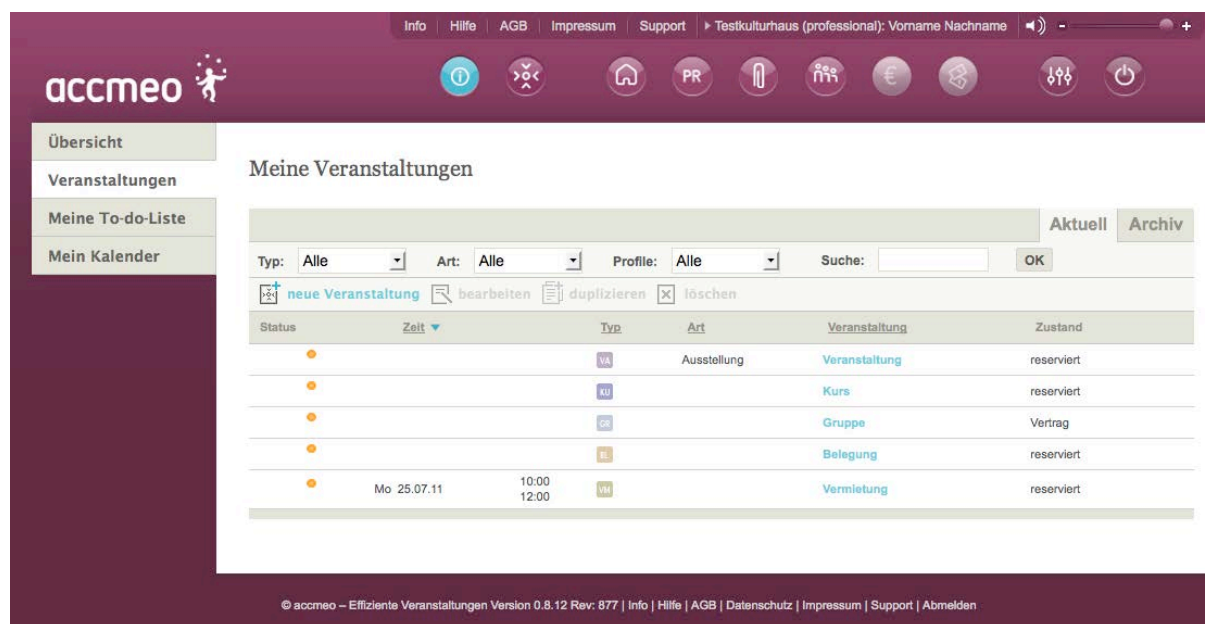 Info | Hilfe | AGB | Impressum | Support | Testkulturhaus (professional): Vorname Nachname - +
accmeo PR €
Übersicht
Veranstaltungen
Meine To-do-Liste
Mein Kalender
Meine Veranstaltungen
Aktuell Archiv
Typ: Alle Art: Alle Profile: Alle Suche: OK
neue Veranstaltung bearbeiten duplizieren löschen
Status Zeit Typ Art Veranstaltung Zustand
VA Ausstellung Veranstaltung reserviert
KU Kurs reserviert
GR Gruppe Vertrag
BL Belegung reserviert
Mo 25.07.11 10:00 VM Vermietung reserviert
12:00
© accmeo – Effiziente Veranstaltungen Version 0.8.12 Rev: 877 | Info | Hilfe | AGB | Datenschutz | Impressum | Support | Abmelden